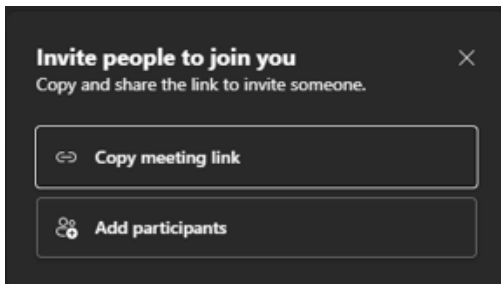 Invite people to join you
Copy and share the link to invite someone.
Copy meeting link
Add participants